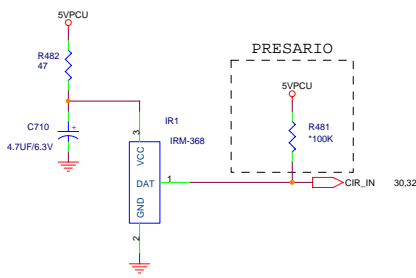 5VPCU
PRESARIO
R482
47
5VPCU
C710
4.7UF/6.3V
IR1
IRM-368
R481
*100K
3
VCC
DAT
1
GND
2
CIR_IN
30,32